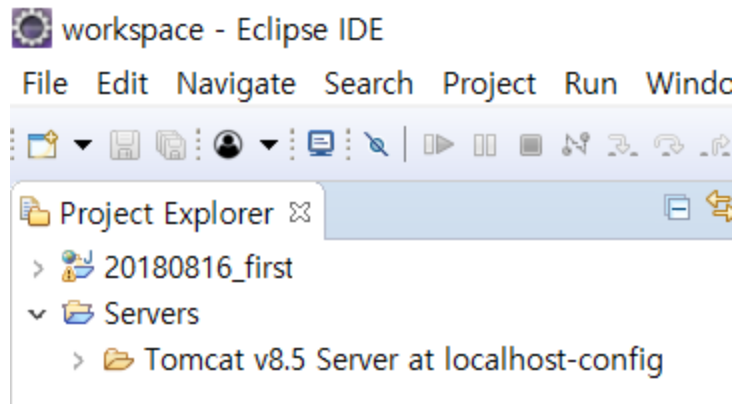 workspace - Eclipse IDE
File Edit Navigate Search Project Run Windo
Project Explorer
20180816_first
Servers
Tomcat v8.5 Server at localhost-config